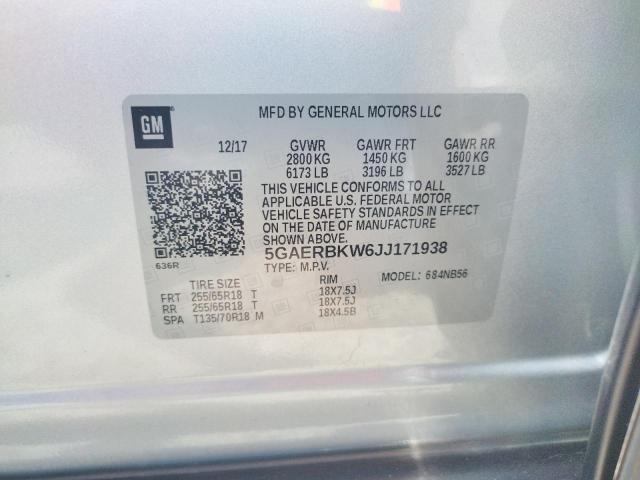 GM
MFD BY GENERAL MOTORS LLC
12/17 GVWR GAWR FRT GAWR RR
2800 KG 1450 KG 1600 KG
6173 LB 3196 LB 3527 LB
THIS VEHICLE CONFORMS TO ALL
APPLICABLE U.S. FEDERAL MOTOR
VEHICLE SAFETY STANDARDS IN EFFECT
ON THE DATE OF MANUFACTURE
SHOWN ABOVE.
636R
5GAERBKW6JJ171938
TYPE: M.P.V. MODEL: 684NB56
TIRE SIZE RIM
FRT 255/65R18 T 18X7.5J
RR 255/65R18 T 18X7.5J
SPA T135/70R18 M 18X4.5B